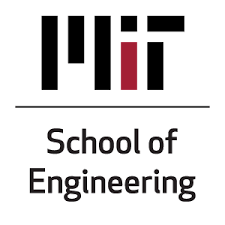 MIT
School of
Engineering